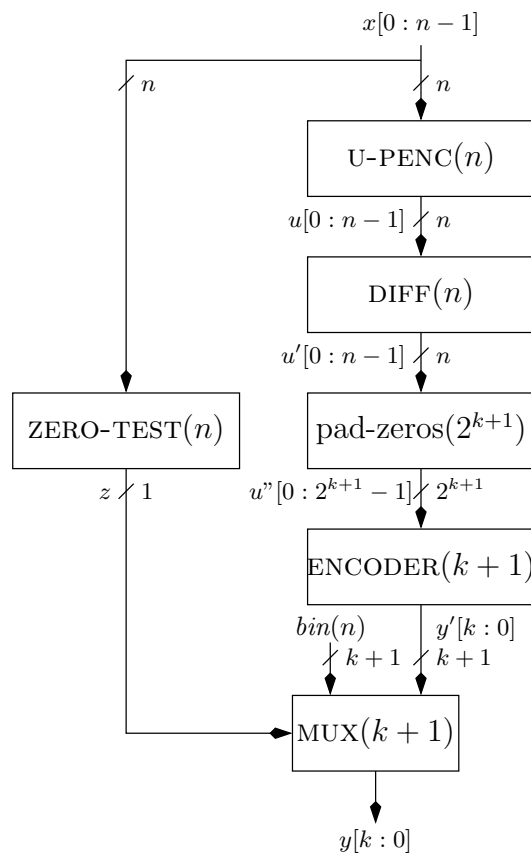 x[0 : n − 1]
n n
U-PENC(n)
u[0 : n − 1] n
DIFF(n)
u'[0 : n − 1] n
ZERO-TEST(n) pad-zeros(2^{k+1})
z 1 u”[0 : 2^{k+1} − 1] 2^{k+1}
ENCODER(k + 1)
bin(n) y'[k : 0]
k + 1 k + 1
MUX(k + 1)
y[k : 0]